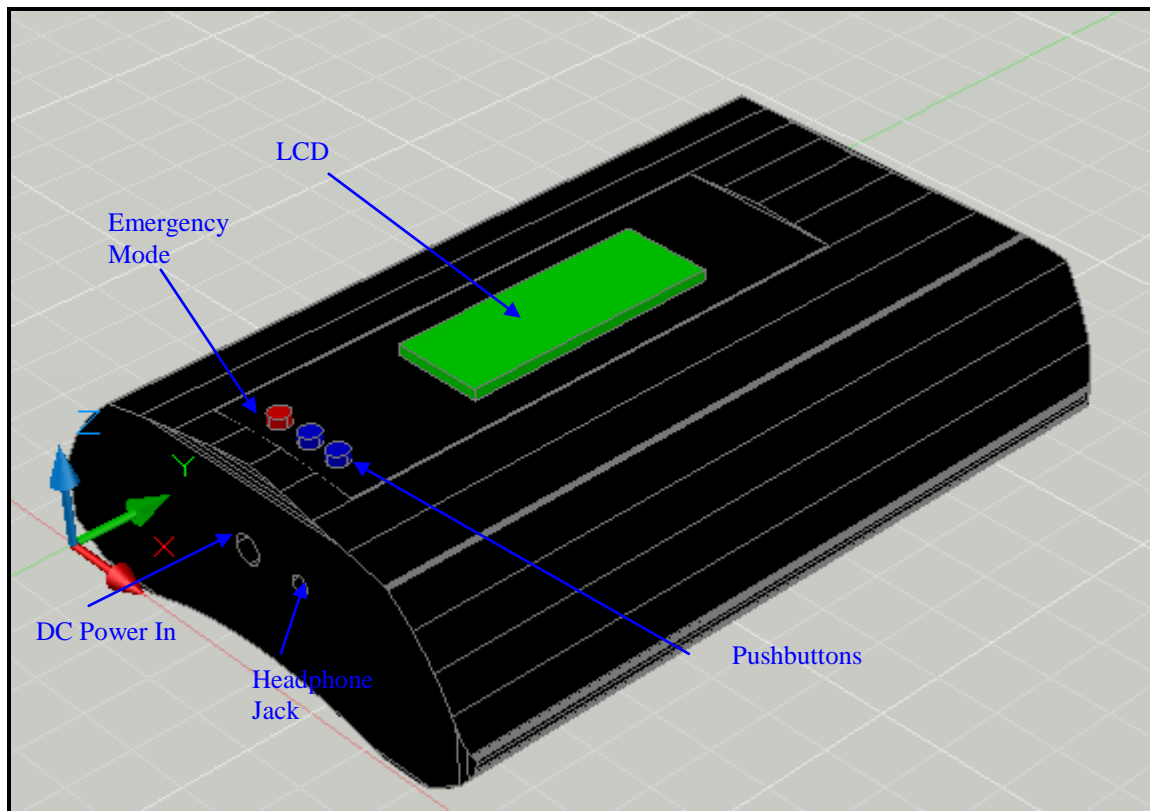 LCD
Emergency
Mode
Z
Y
X
DC Power In
Headphone
Jack
Pushbuttons